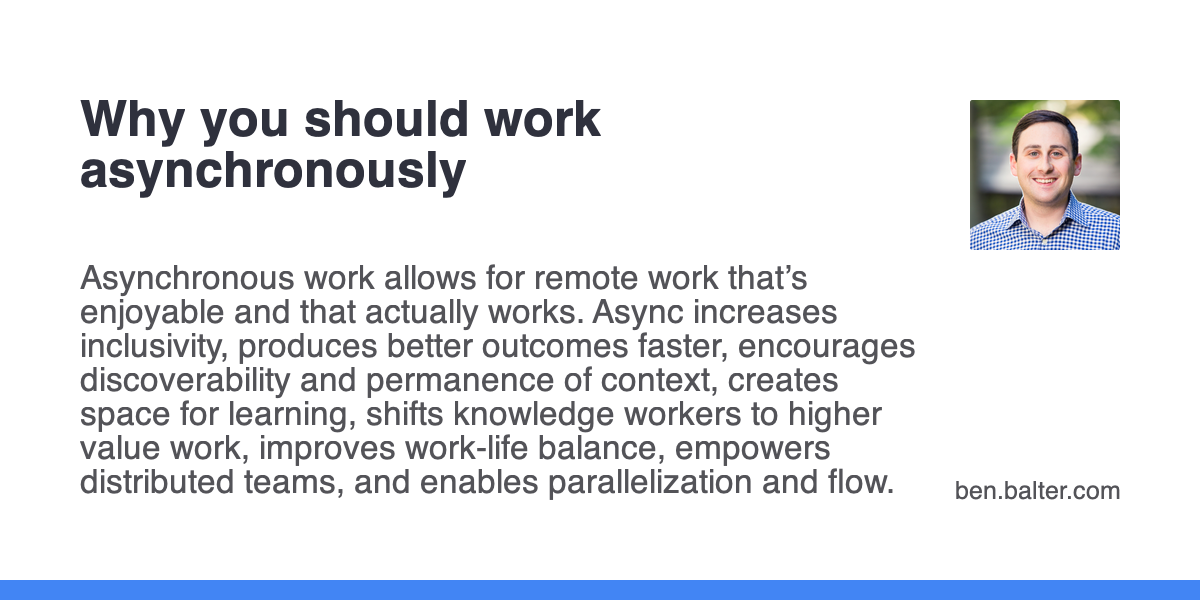 Why you should work
asynchronously
Asynchronous work allows for remote work that’s
enjoyable and that actually works. Async increases
inclusivity, produces better outcomes faster, encourages
discoverability and permanence of context, creates
space for learning, shifts knowledge workers to higher
value work, improves work-life balance, empowers
distributed teams, and enables parallelization and flow.
ben.balter.com